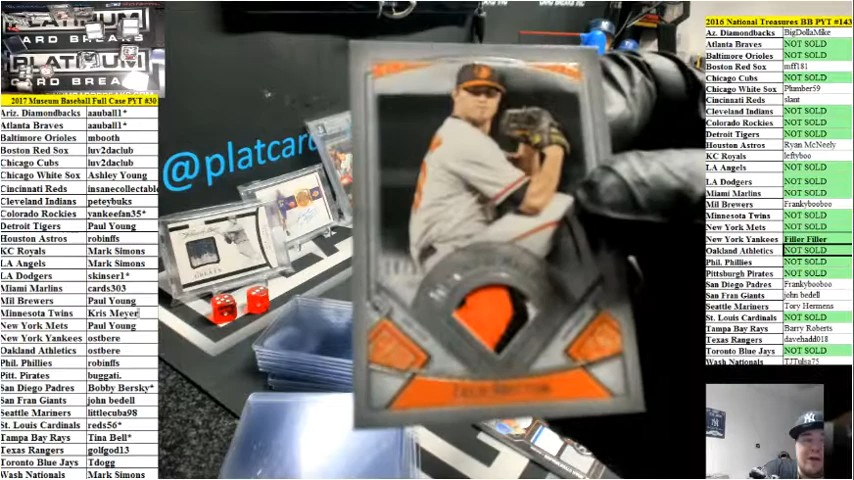 PLATINUM
CARD BREAKS
PLATINUM
CARD BREAKS
2017 Museum Baseball Full Case PYT #30
Ariz. Diamondbacks aauball1*
Atlanta Braves aauball1*
Baltimore Orioles mbooth
Boston Red Sox luv2daclub
Chicago Cubs luv2daclub
Chicago White Sox Ashley Young
Cincinnati Reds insanecollectable
Cleveland Indians peteybuks
Colorado Rockies yankeefan35*
Detroit Tigers Paul Young
Houston Astros robinffs
KC Royals Mark Simons
LA Angels Mark Simons
LA Dodgers skinser1*
Miami Marlins cards303
Mil Brewers Paul Young
Minnesota Twins Kris Meyer
New York Mets Paul Young
New York Yankees ostbere
Oakland Athletics ostbere
Phil. Phillies robinffs
Pitt. Pirates buggati.
San Diego Padres Bobby Bersky*
San Fran Giants john bedell
Seattle Mariners littlecuba98
St. Louis Cardinals reds56*
Tampa Bay Rays Tina Bell*
Texas Rangers golfgod13
Toronto Blue Jays Tdogg
Wash Nationals Mark Simons
@platcar
2016 National Treasures BB PYT #143
Az. Diamondbacks BigDollaMike
Atlanta Braves NOT SOLD
Baltimore Orioles NOT SOLD
Boston Red Sox mff181
Chicago Cubs NOT SOLD
Chicago White Sox Plumber59
Cincinnati Reds slant
Cleveland Indians NOT SOLD
Colorado Rockies NOT SOLD
Detroit Tigers NOT SOLD
Houston Astros Ryan McNeely
KC Royals leftyboo
LA Angels NOT SOLD
LA Dodgers NOT SOLD
Miami Marlins NOT SOLD
Mil Brewers Frankyboboo
Minnesota Twins NOT SOLD
New York Mets NOT SOLD
New York Yankees Filler Filler
Oakland Athletics NOT SOLD
Phil. Phillies NOT SOLD
Pittsburgh Pirates NOT SOLD
San Diego Padres Frankyboboo
San Fran Giants john bedell
Seattle Mariners Tory Hermens
St. Louis Cardinals NOT SOLD
Tampa Bay Rays Barry Roberts
Texas Rangers davehadd018
Toronto Blue Jays NOT SOLD
Wash Nationals TJTulsa75